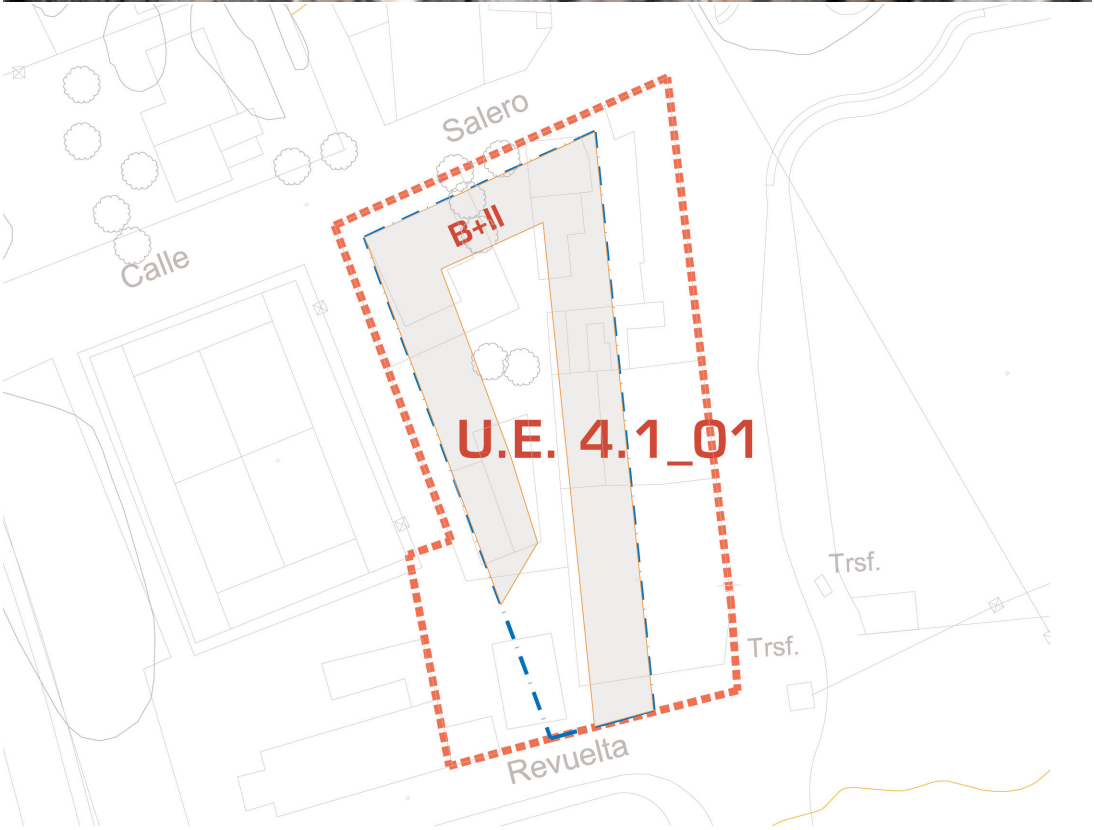 Salero
B+II
Calle
U.E. 4.1_01
Trsf.
Trsf.
Revuelta